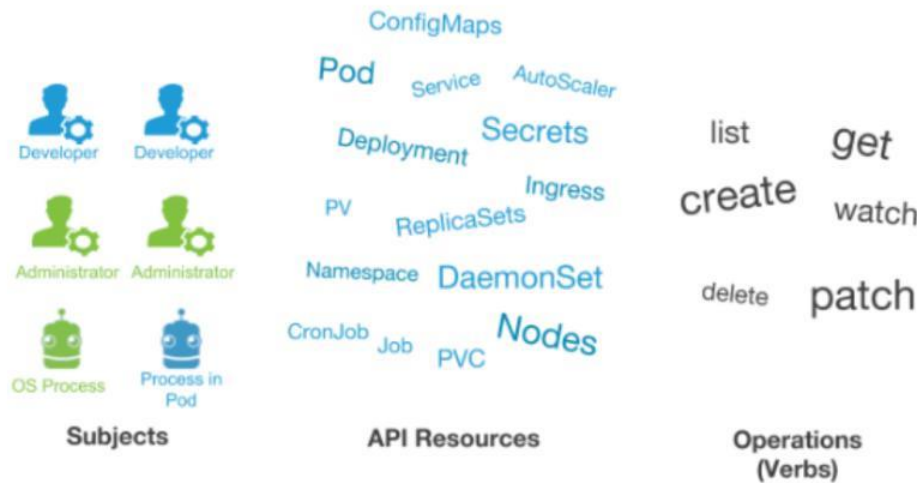 Developer
Developer
Administrator
Administrator
OS Process
Process in
Pod
Subjects
ConfigMaps
Pod
Service
AutoScaler
Deployment
Secrets
Ingress
PV
ReplicaSets
Namespace
DaemonSet
CronJob
Job
PVC
Nodes
API Resources
list
get
create
watch
delete
patch
Operations
(Verbs)